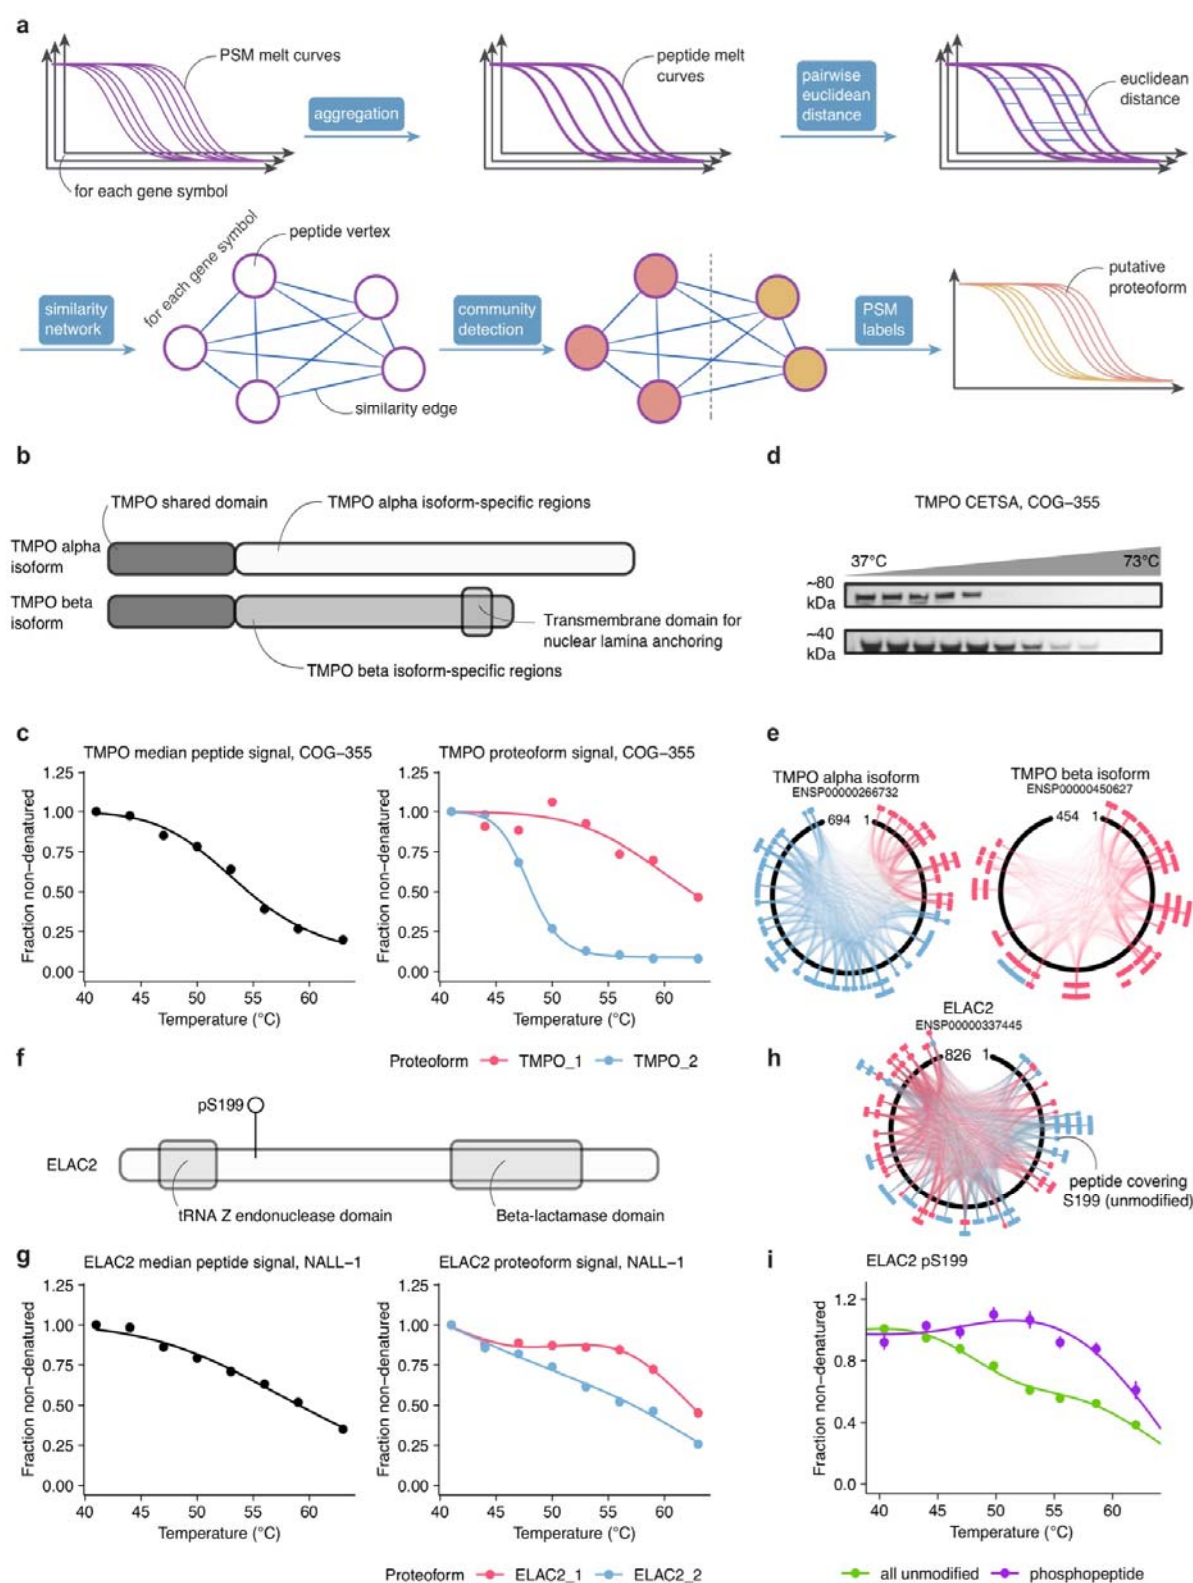 a
PSM melt curves
aggregation
for each gene symbol
peptide melt
curves
pairwise
euclidean
distance
euclidean
distance
similarity
network
for each gene symbol
peptide vertex
similarity edge
community
detection
PSM
labels
putative
proteoform
b
TMPO shared domain
TMPO alpha isoform-specific regions
TMPO alpha
isoform
TMPO beta
isoform
Transmembrane domain for
nuclear lamina anchoring
TMPO beta isoform-specific regions
d
TMPO CETSA, COG-355
37°C
73°C
~80
kDa
~40
kDa
c
TMPO median peptide signal, COG-355
Fraction non-denatured
1.25
1.00
0.75
0.50
0.25
0.00
40 45 50 55 60
Temperature (°C)
TMPO proteoform signal, COG-355
Fraction non-denatured
1.25
1.00
0.75
0.50
0.25
0.00
40 45 50 55 60
Temperature (°C)
Proteoform TMPO_1 TMPO_2
e
TMPO alpha isoform
ENSP00000266732
694 1
TMPO beta isoform
ENSP00000450627
454 1
f
pS199
ELAC2
tRNA Z endonuclease domain
Beta-lactamase domain
h
ELAC2
ENSP00000337445
826 1
peptide covering
S199 (unmodified)
g
ELAC2 median peptide signal, NALL-1
Fraction non-denatured
1.25
1.00
0.75
0.50
0.25
0.00
40 45 50 55 60
Temperature (°C)
ELAC2 proteoform signal, NALL-1
Fraction non-denatured
1.25
1.00
0.75
0.50
0.25
0.00
40 45 50 55 60
Temperature (°C)
Proteoform ELAC2_1 ELAC2_2
i
ELAC2 pS199
Fraction non-denatured
1.2
0.8
0.4
0.0
40 45 50 55 60
Temperature (°C)
all unmodified phosphopeptide